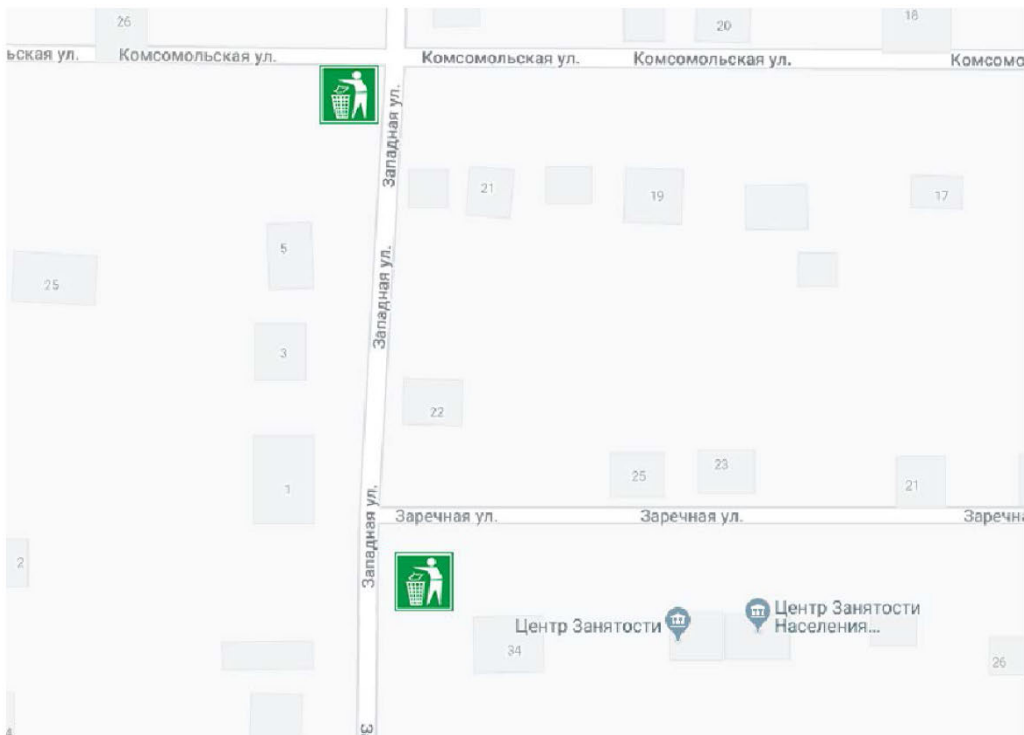 26
20
18
ьская ул.
Комсомольская ул.
Комсомольская ул.
Комсомольская ул.
Комсомо
Западная ул.
21
19
17
5
25
Западная ул.
3
22
1
25
23
21
Западная ул.
Заречная ул.
Заречная ул.
Заречн
2
Центр Занятости
Центр Занятости
Населения...
34
26
4
З